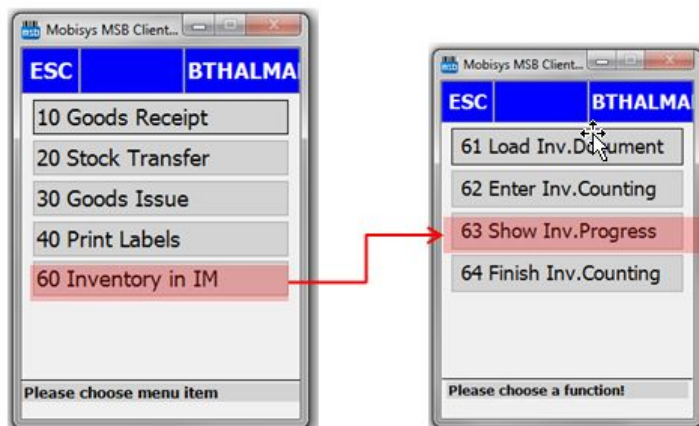 msb Mobisys MSB Client...
ESC BTHALMA
10 Goods Receipt
20 Stock Transfer
30 Goods Issue
40 Print Labels
60 Inventory in IM
Please choose menu item
msb Mobisys MSB Client...
ESC BTHALMA
61 Load Inv.Document
62 Enter Inv.Counting
63 Show Inv.Progress
64 Finish Inv.Counting
Please choose a function!